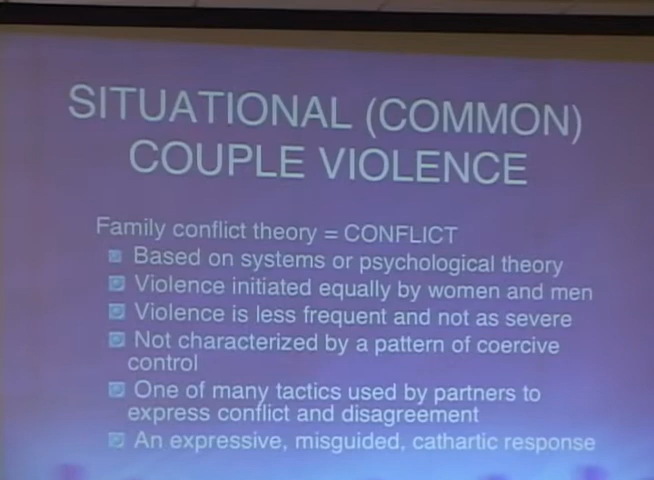 SITUATIONAL (COMMON)
COUPLE VIOLENCE
Family conflict theory = CONFLICT
Based on systems or psychological theory
Violence initiated equally by women and men
Violence is less frequent and not as severe
Not characterized by a pattern of coercive
control
One of many tactics used by partners to
express conflict and disagreement
An expressive, misguided, cathartic response